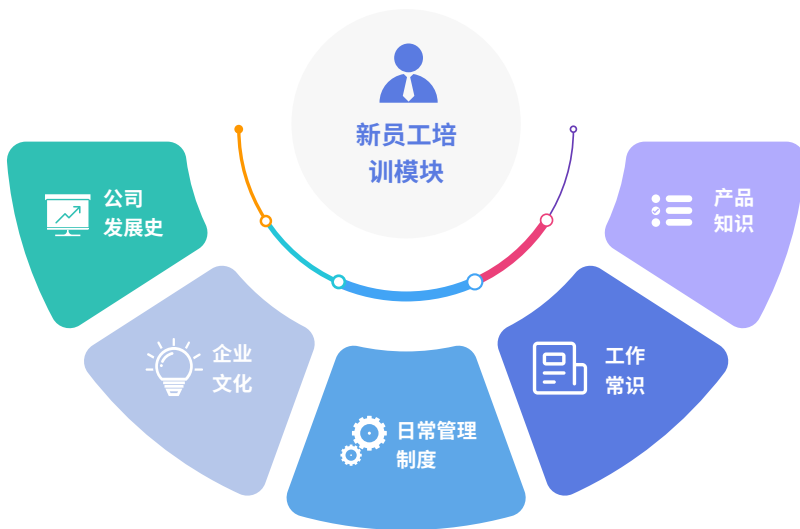 新员工培
训模块
公司
发展史
企业
文化
日常管理
制度
工作
常识
产品
知识